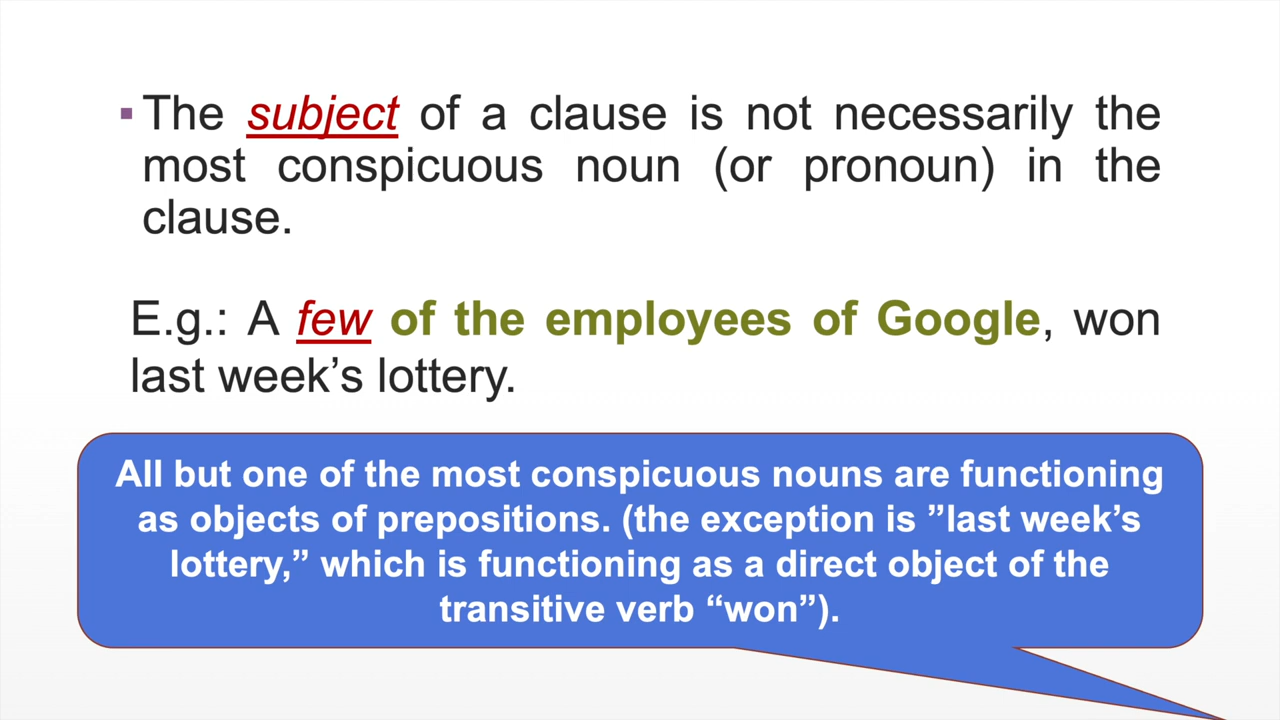 ▪ The subject of a clause is not necessarily the
most conspicuous noun (or pronoun) in the
clause.
E.g.: A few of the employees of Google, won
last week’s lottery.
All but one of the most conspicuous nouns are functioning
as objects of prepositions. (the exception is ”last week’s
lottery,” which is functioning as a direct object of the
transitive verb “won”).